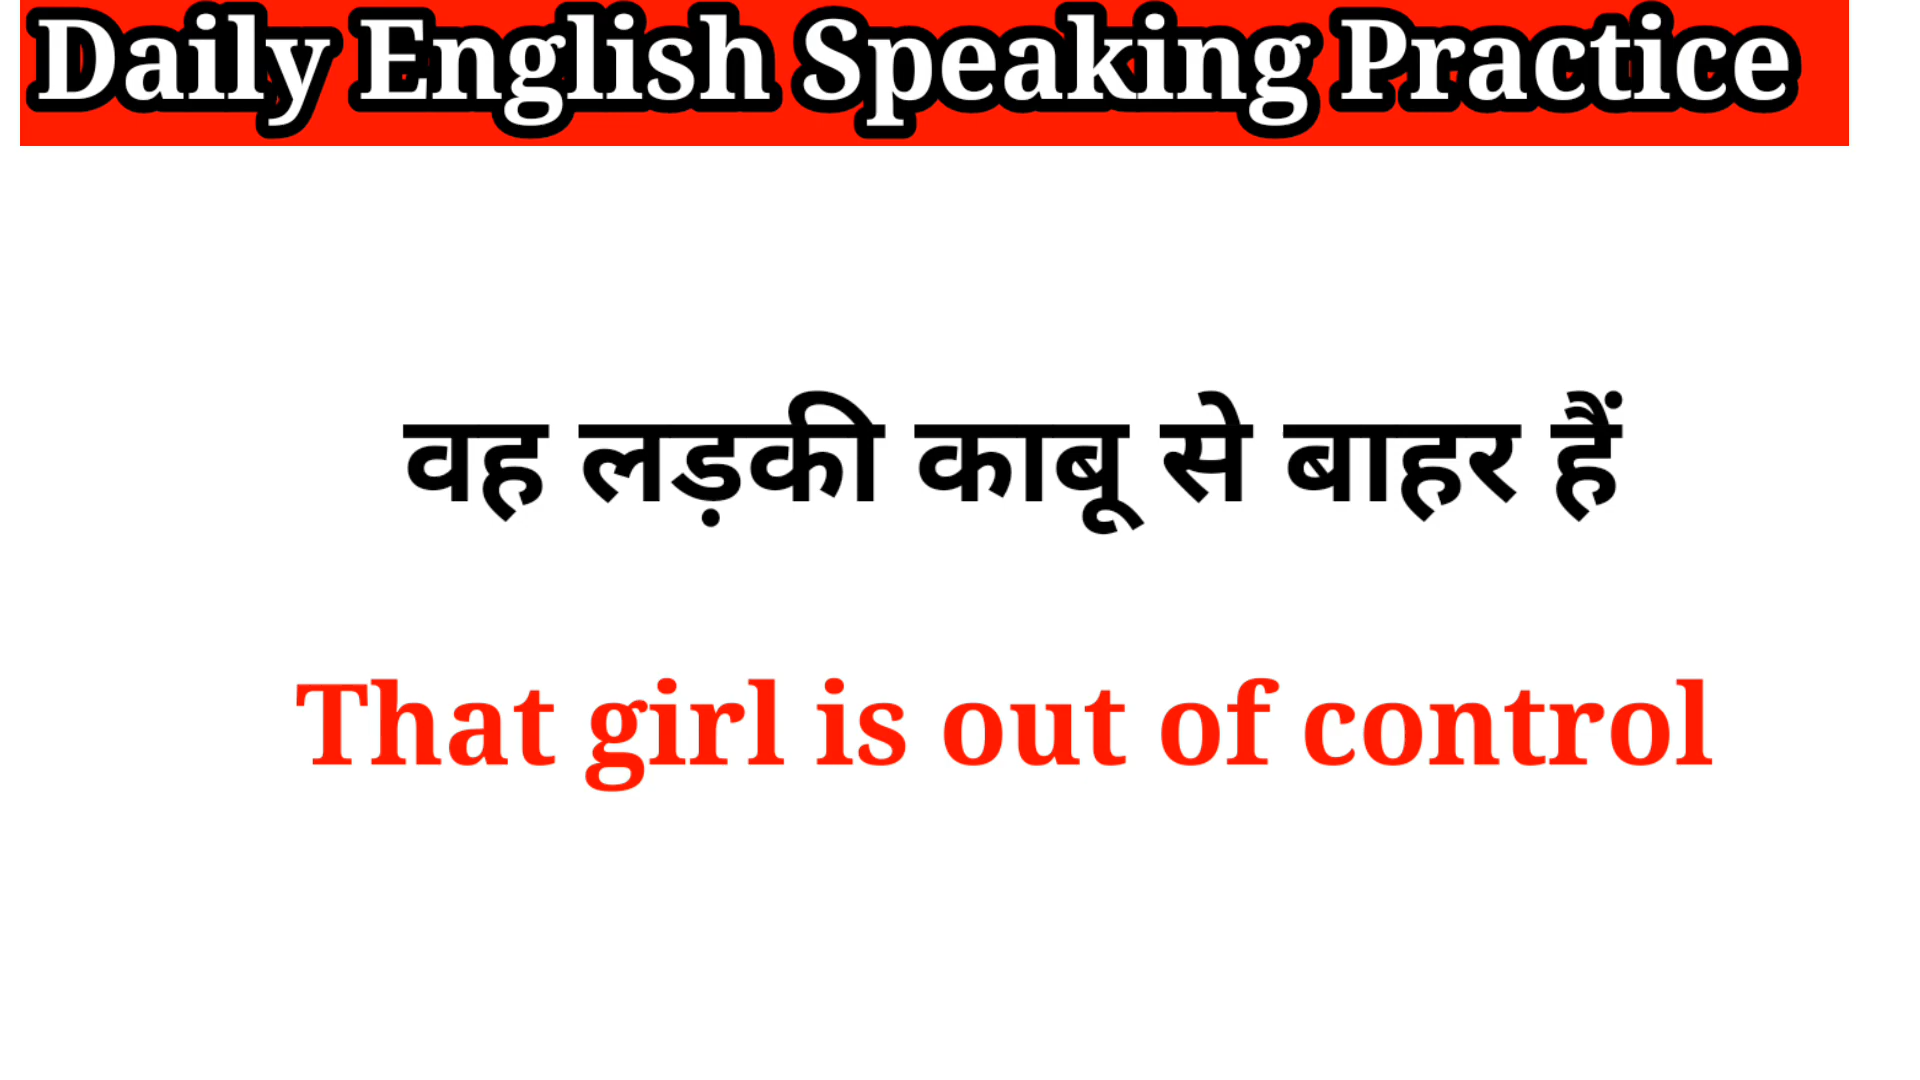 Daily English Speaking Practice
वह लड़की काबू से बाहर हैं
That girl is out of control